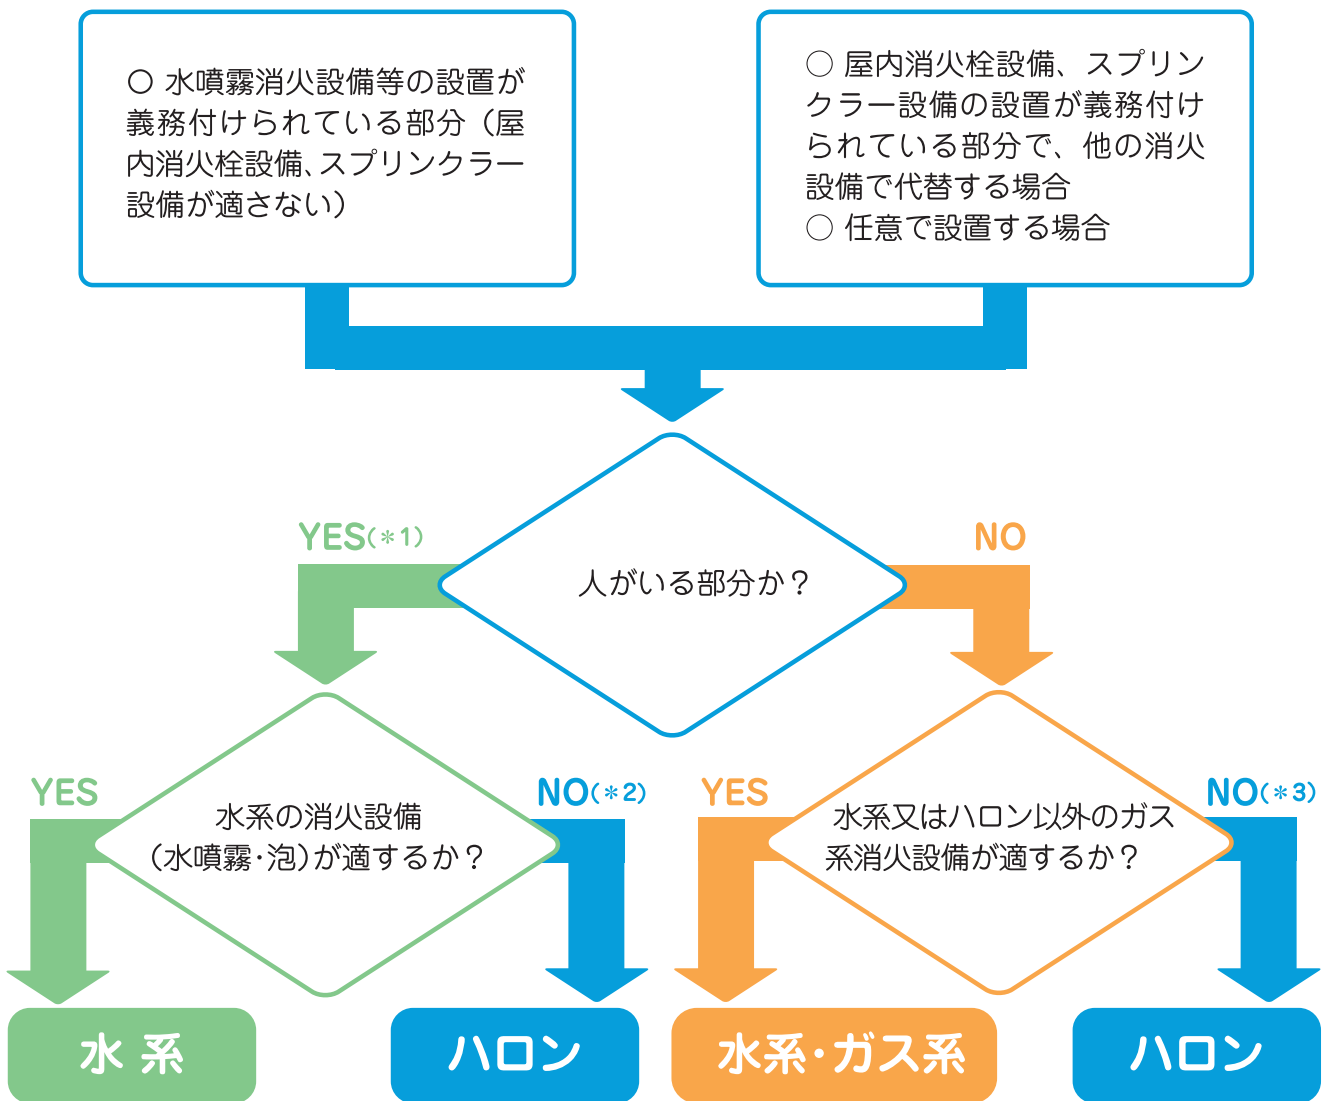 ○ 水噴霧消火設備等の設置が
義務付けられている部分（屋
内消火栓設備、スプリンクラー
設備が適さない）
○ 屋内消火栓設備、スプリン
クラー設備の設置が義務付け
られている部分で、他の消火
設備で代替する場合
○ 任意で設置する場合
人がいる部分か？
YES(＊1)
NO
水系の消火設備
（水噴霧・泡）が適するか？
YES
NO(＊2)
水系又はハロン以外のガス
系消火設備が適するか？
YES
NO(＊3)
水 系
ハロン
水系・ガス系
ハロン